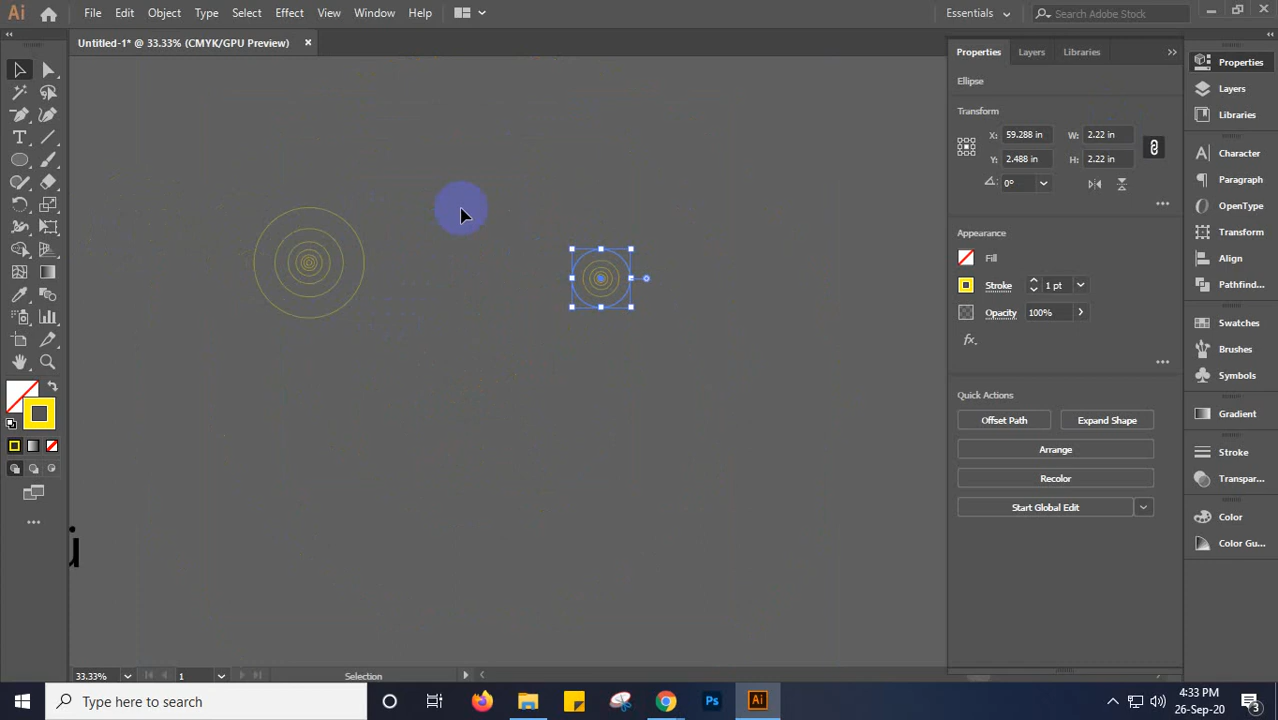 Ai File Edit Object Type Select Effect View Window Help Essentials Search Adobe Stock
Untitled-1* @ 33.33% (CMYK/GPU Preview)
Properties Layers Libraries
Ellipse
Transform
X: 59.288 in W: 2.22 in
Y: 2.488 in H: 2.22 in
0°
Appearance
Fill
Stroke 1 pt
Opacity 100%
fx.
Quick Actions
Offset Path Expand Shape
Arrange
Recolor
Start Global Edit
Properties
Layers
Libraries
Character
Paragraph
OpenType
Transform
Align
Pathfind...
Swatches
Brushes
Symbols
Gradient
Stroke
Transpar...
Color
Color Gu...
33.33% 1 Selection
Type here to search
Ps Ai
4:33 PM
26-Sep-20
3